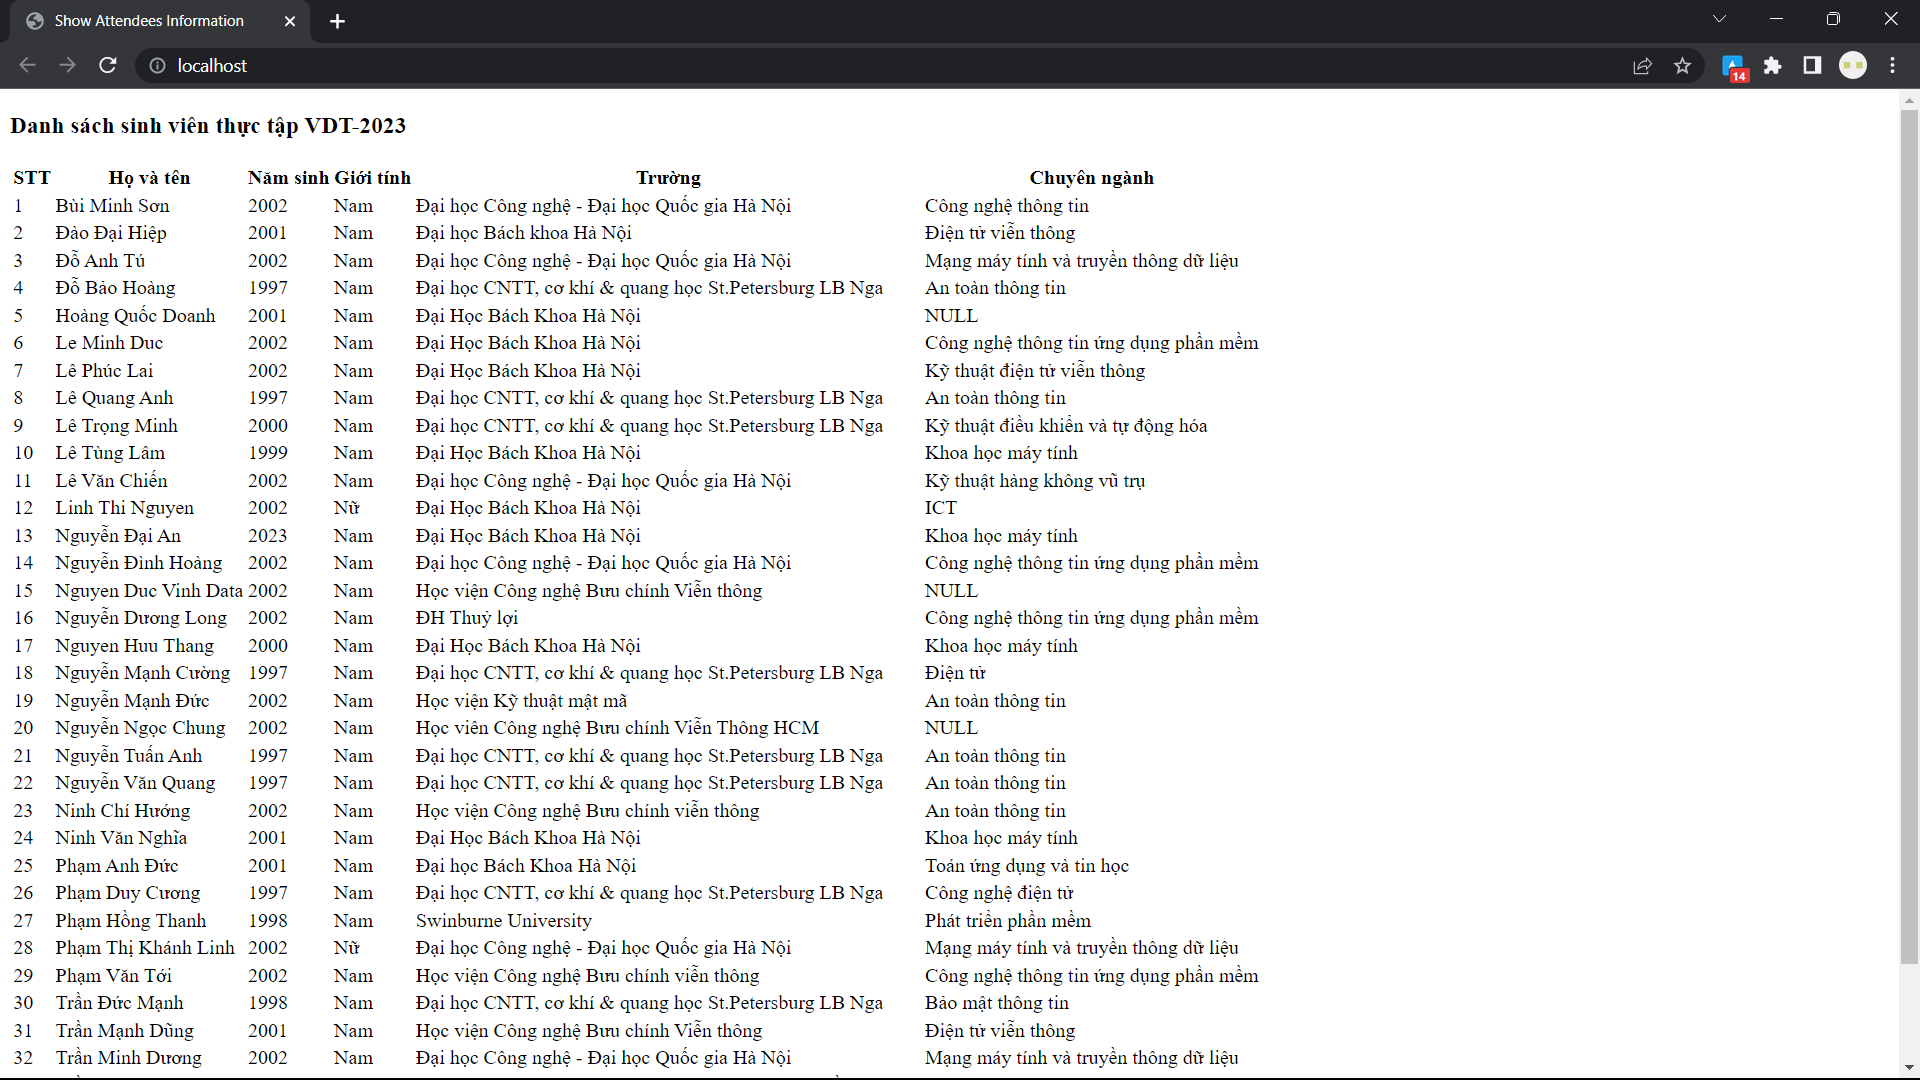 Show Attendees Information
localhost
14
Danh sách sinh viên thực tập VDT-2023
STT Họ và tên Năm sinh Giới tính Trường Chuyên ngành
1 Bùi Minh Sơn 2002 Nam Đại học Công nghệ - Đại học Quốc gia Hà Nội Công nghệ thông tin
2 Đào Đại Hiệp 2001 Nam Đại học Bách khoa Hà Nội Điện tử viễn thông
3 Đỗ Anh Tú 2002 Nam Đại học Công nghệ - Đại học Quốc gia Hà Nội Mạng máy tính và truyền thông dữ liệu
4 Đỗ Bảo Hoàng 1997 Nam Đại học CNTT, cơ khí & quang học St.Petersburg LB Nga An toàn thông tin
5 Hoàng Quốc Doanh 2001 Nam Đại Học Bách Khoa Hà Nội NULL
6 Le Minh Duc 2002 Nam Đại Học Bách Khoa Hà Nội Công nghệ thông tin ứng dụng phần mềm
7 Lê Phúc Lai 2002 Nam Đại Học Bách Khoa Hà Nội Kỹ thuật điện tử viễn thông
8 Lê Quang Anh 1997 Nam Đại học CNTT, cơ khí & quang học St.Petersburg LB Nga An toàn thông tin
9 Lê Trọng Minh 2000 Nam Đại học CNTT, cơ khí & quang học St.Petersburg LB Nga Kỹ thuật điều khiển và tự động hóa
10 Lê Tùng Lâm 1999 Nam Đại Học Bách Khoa Hà Nội Khoa học máy tính
11 Lê Văn Chiến 2002 Nam Đại học Công nghệ - Đại học Quốc gia Hà Nội Kỹ thuật hàng không vũ trụ
12 Linh Thi Nguyen 2002 Nữ Đại Học Bách Khoa Hà Nội ICT
13 Nguyễn Đại An 2023 Nam Đại Học Bách Khoa Hà Nội Khoa học máy tính
14 Nguyễn Đình Hoàng 2002 Nam Đại học Công nghệ - Đại học Quốc gia Hà Nội Công nghệ thông tin ứng dụng phần mềm
15 Nguyen Duc Vinh Data 2002 Nam Học viện Công nghệ Bưu chính Viễn thông NULL
16 Nguyễn Dương Long 2002 Nam ĐH Thuỷ lợi Công nghệ thông tin ứng dụng phần mềm
17 Nguyen Huu Thang 2000 Nam Đại Học Bách Khoa Hà Nội Khoa học máy tính
18 Nguyễn Mạnh Cường 1997 Nam Đại học CNTT, cơ khí & quang học St.Petersburg LB Nga Điện tử
19 Nguyễn Mạnh Đức 2002 Nam Học viện Kỹ thuật mật mã An toàn thông tin
20 Nguyễn Ngọc Chung 2002 Nam Học viên Công nghệ Bưu chính Viễn Thông HCM NULL
21 Nguyễn Tuấn Anh 1997 Nam Đại học CNTT, cơ khí & quang học St.Petersburg LB Nga An toàn thông tin
22 Nguyễn Văn Quang 1997 Nam Đại học CNTT, cơ khí & quang học St.Petersburg LB Nga An toàn thông tin
23 Ninh Chí Hướng 2002 Nam Học viện Công nghệ Bưu chính viễn thông An toàn thông tin
24 Ninh Văn Nghĩa 2001 Nam Đại Học Bách Khoa Hà Nội Khoa học máy tính
25 Phạm Anh Đức 2001 Nam Đại học Bách Khoa Hà Nội Toán ứng dụng và tin học
26 Phạm Duy Cương 1997 Nam Đại học CNTT, cơ khí & quang học St.Petersburg LB Nga Công nghệ điện tử
27 Phạm Hồng Thanh 1998 Nam Swinburne University Phát triển phần mềm
28 Phạm Thị Khánh Linh 2002 Nữ Đại học Công nghệ - Đại học Quốc gia Hà Nội Mạng máy tính và truyền thông dữ liệu
29 Phạm Văn Tới 2002 Nam Học viện Công nghệ Bưu chính viễn thông Công nghệ thông tin ứng dụng phần mềm
30 Trần Đức Mạnh 1998 Nam Đại học CNTT, cơ khí & quang học St.Petersburg LB Nga Bảo mật thông tin
31 Trần Mạnh Dũng 2001 Nam Học viện Công nghệ Bưu chính Viễn thông Điện tử viễn thông
32 Trần Minh Dương 2002 Nam Đại học Công nghệ - Đại học Quốc gia Hà Nội Mạng máy tính và truyền thông dữ liệu